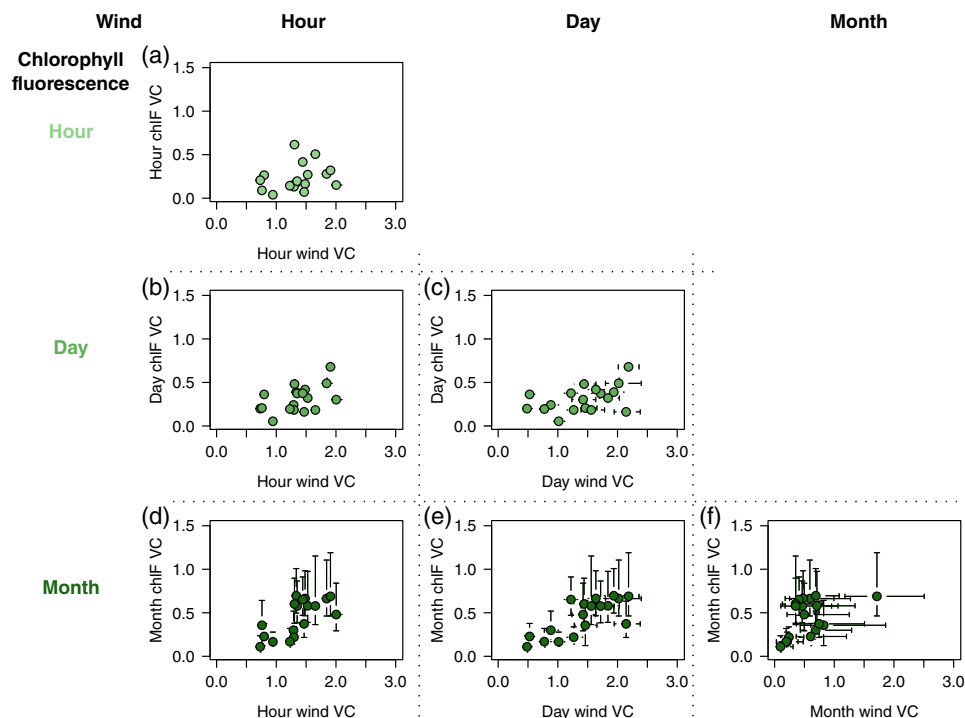 Wind Hour Day Month
Chlorophyll
fluorescence
Hour
(a)
1.5
1.0
0.5
0.0
Hour chlF VC
0.0 1.0 2.0 3.0
Hour wind VC
Day
(b)
1.5
1.0
0.5
0.0
Day chlF VC
0.0 1.0 2.0 3.0
Hour wind VC
(c)
1.5
1.0
0.5
0.0
Day chlF VC
0.0 1.0 2.0 3.0
Day wind VC
Month
(d)
1.5
1.0
0.5
0.0
Month chlF VC
0.0 1.0 2.0 3.0
Hour wind VC
(e)
1.5
1.0
0.5
0.0
Month chlF VC
0.0 1.0 2.0 3.0
Day wind VC
(f)
1.5
1.0
0.5
0.0
Month chlF VC
0.0 1.0 2.0 3.0
Month wind VC